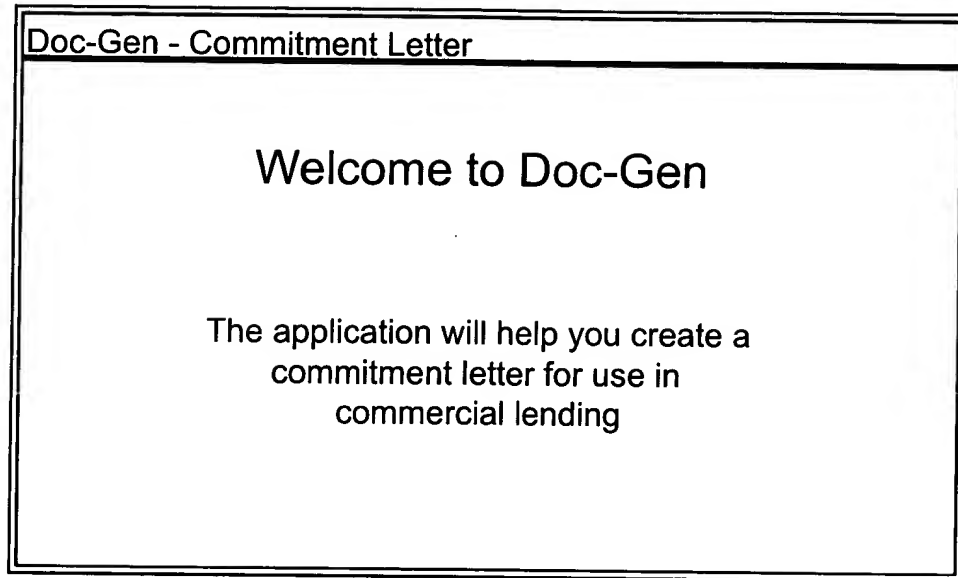 Doc-Gen - Commitment Letter
Welcome to Doc-Gen
The application will help you create a
commitment letter for use in
commercial lending